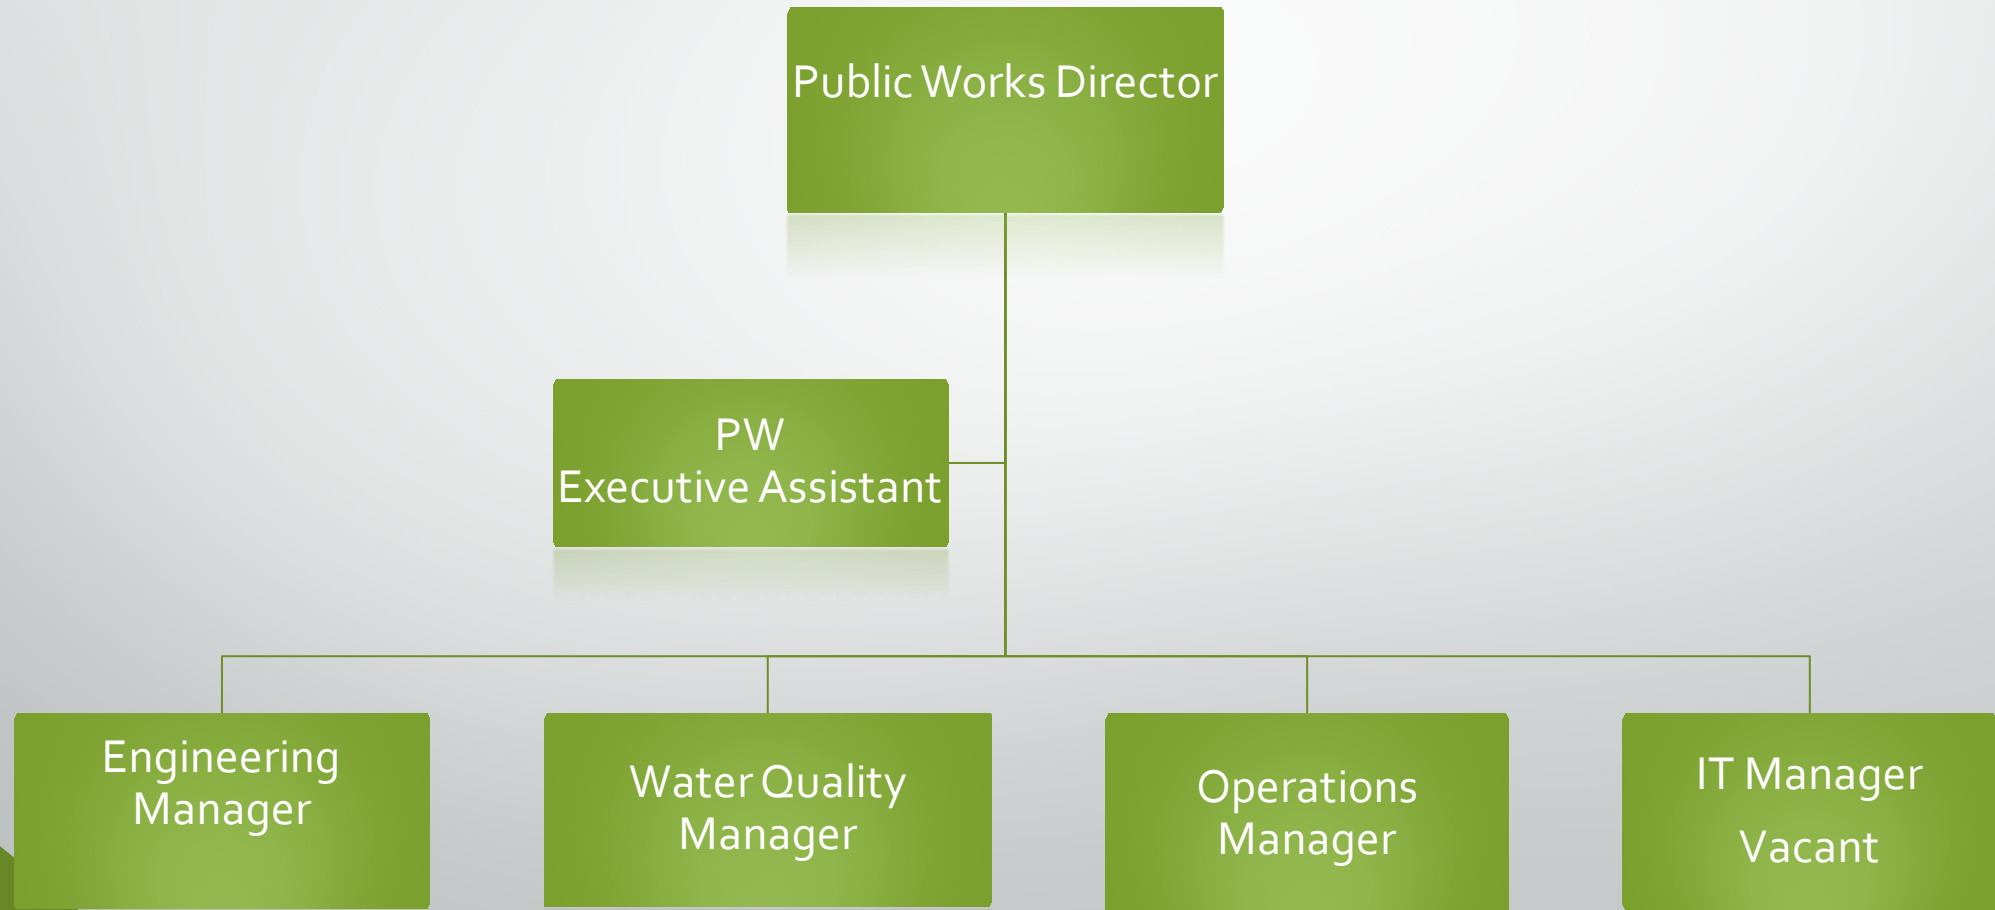 Public Works Director
PW
Executive Assistant
Engineering
Manager
Water Quality
Manager
Operations
Manager
IT Manager
Vacant